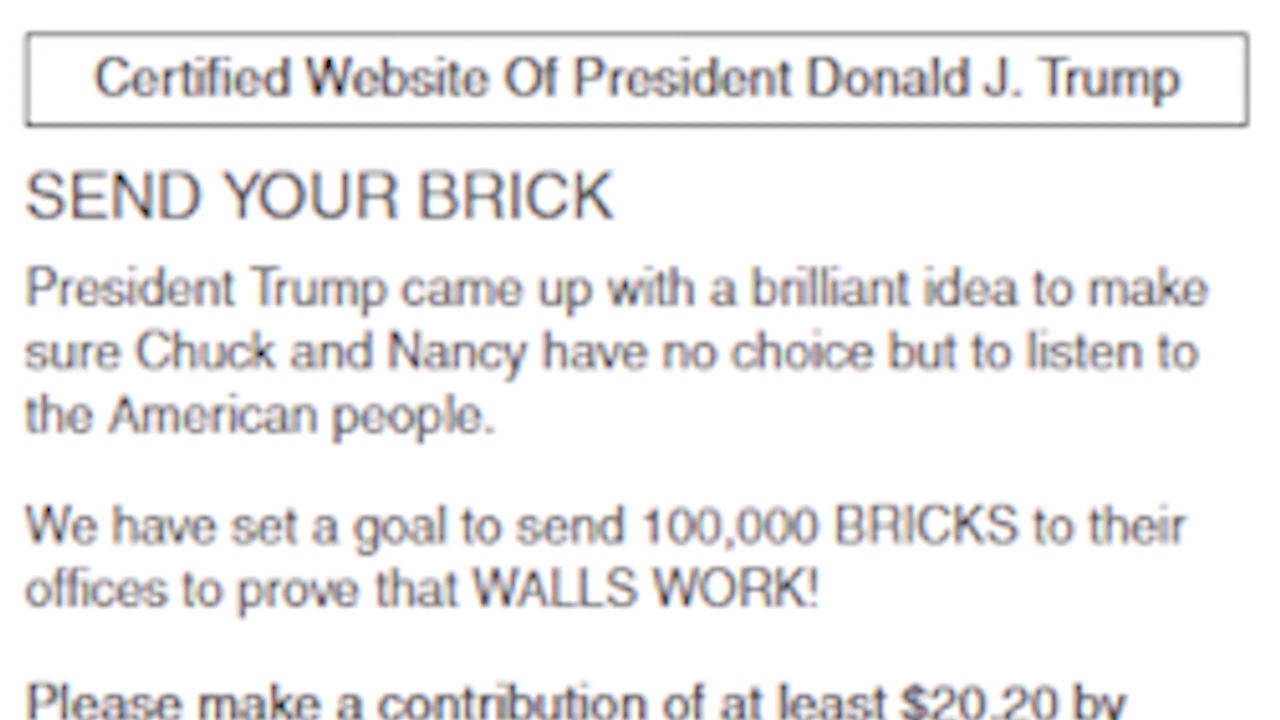 Certified Website Of President Donald J. Trump
SEND YOUR BRICK
President Trump came up with a brilliant idea to make
sure Chuck and Nancy have no choice but to listen to
the American people.
We have set a goal to send 100,000 BRICKS to their
offices to prove that WALLS WORK!
Please make a contribution of at least $20.20 by